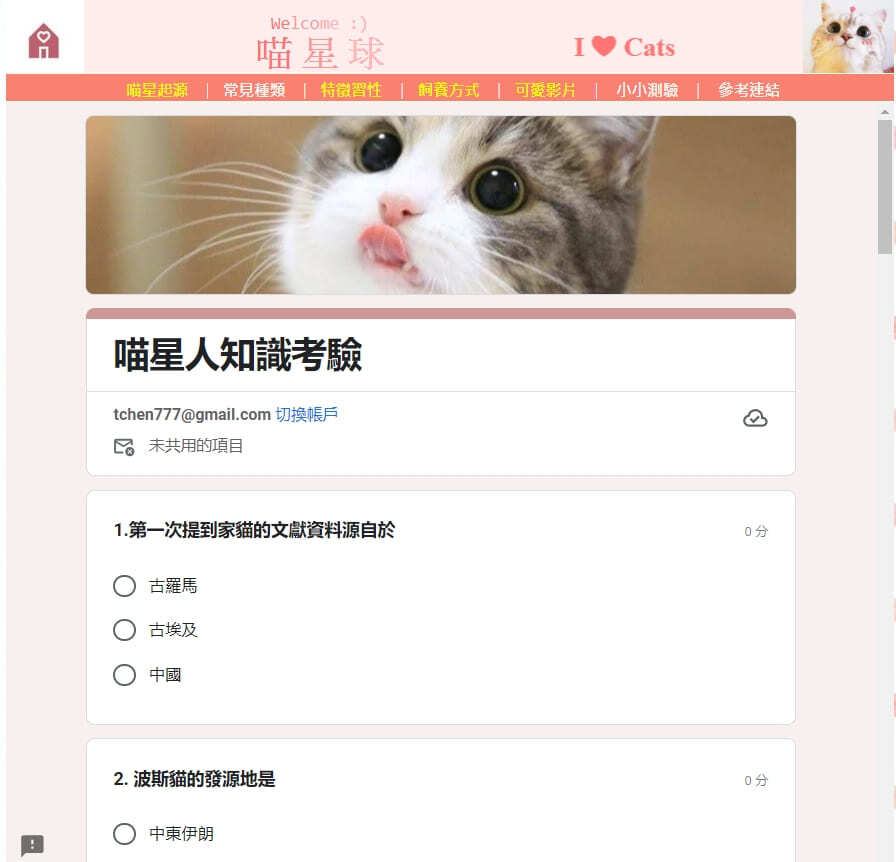 Welcome :)
喵星球
I ❤ Cats
喵星起源 | 常見種類 | 特徵習性 | 飼養方式 | 可愛影片 | 小小測驗 | 參考連結
喵星人知識考驗
tchen777@gmail.com 切換帳戶
未共用的項目
1.第一次提到家貓的文獻資料源自於
0 分
古羅馬
古埃及
中國
2. 波斯貓的發源地是
0 分
中東伊朗